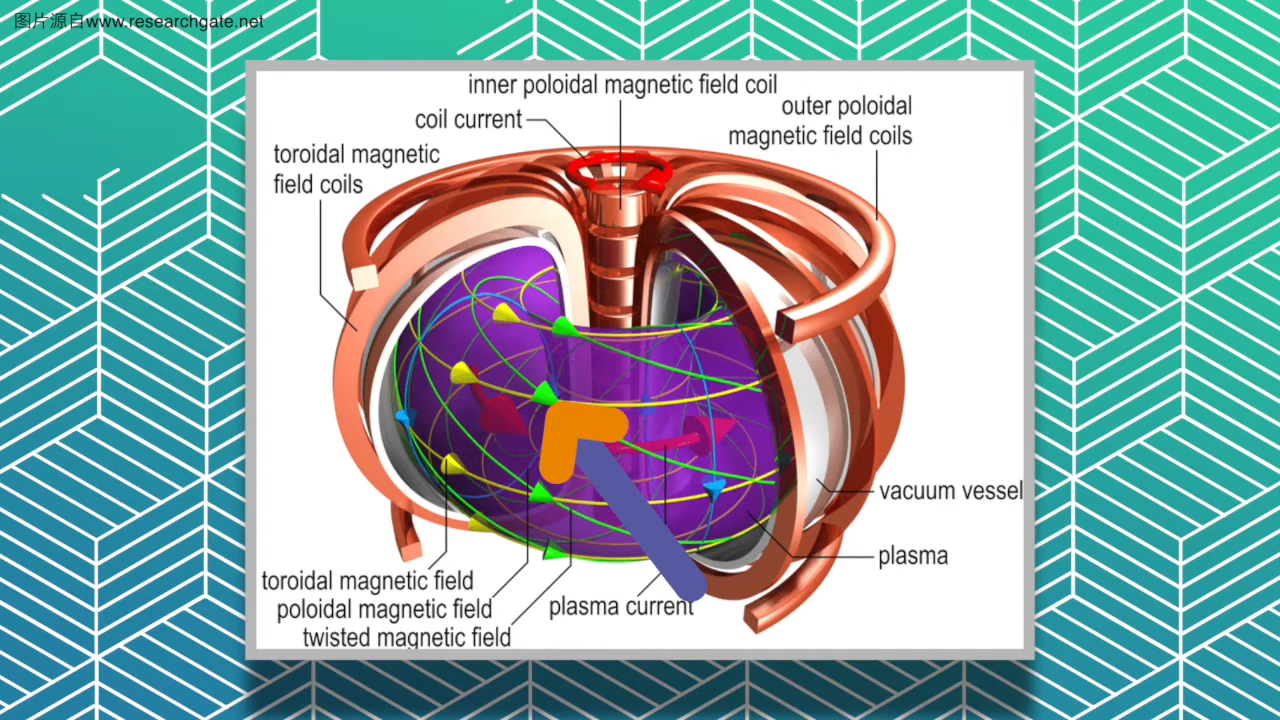 图片源自www.researchgate.net
inner poloidal magnetic field coil
coil current
outer poloidal
magnetic field coils
toroidal magnetic
field coils
vacuum vessel
plasma
toroidal magnetic field
poloidal magnetic field
plasma current
twisted magnetic field